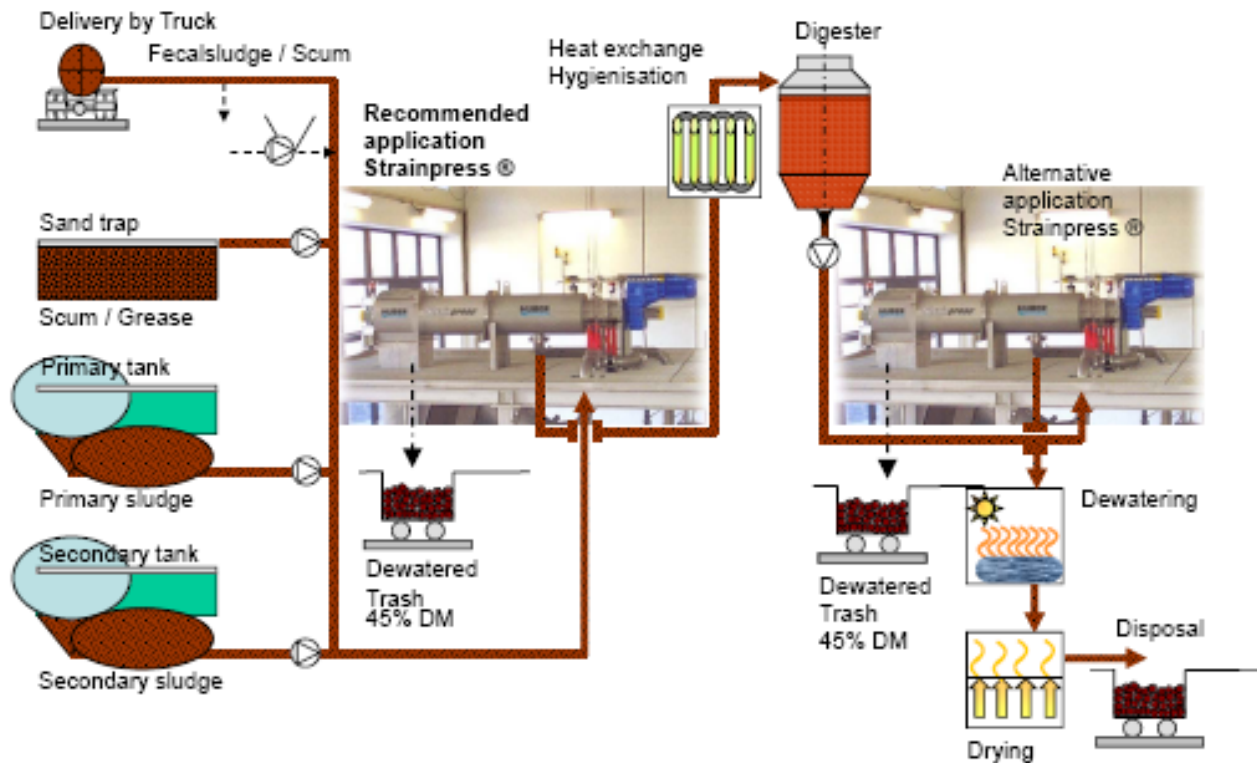 Delivery by Truck
Fecalsludge / Scum
Recommended
application
Strainpress ®
Sand trap
Scum / Grease
Primary tank
Primary sludge
Secondary tank
Secondary sludge
Dewatered
Trash
45% DM
Heat exchange
Hygienisation
Digester
Alternative
application
Strainpress ®
HUBER
HUBER
Dewatering
Dewatered
Trash
45% DM
Disposal
Drying